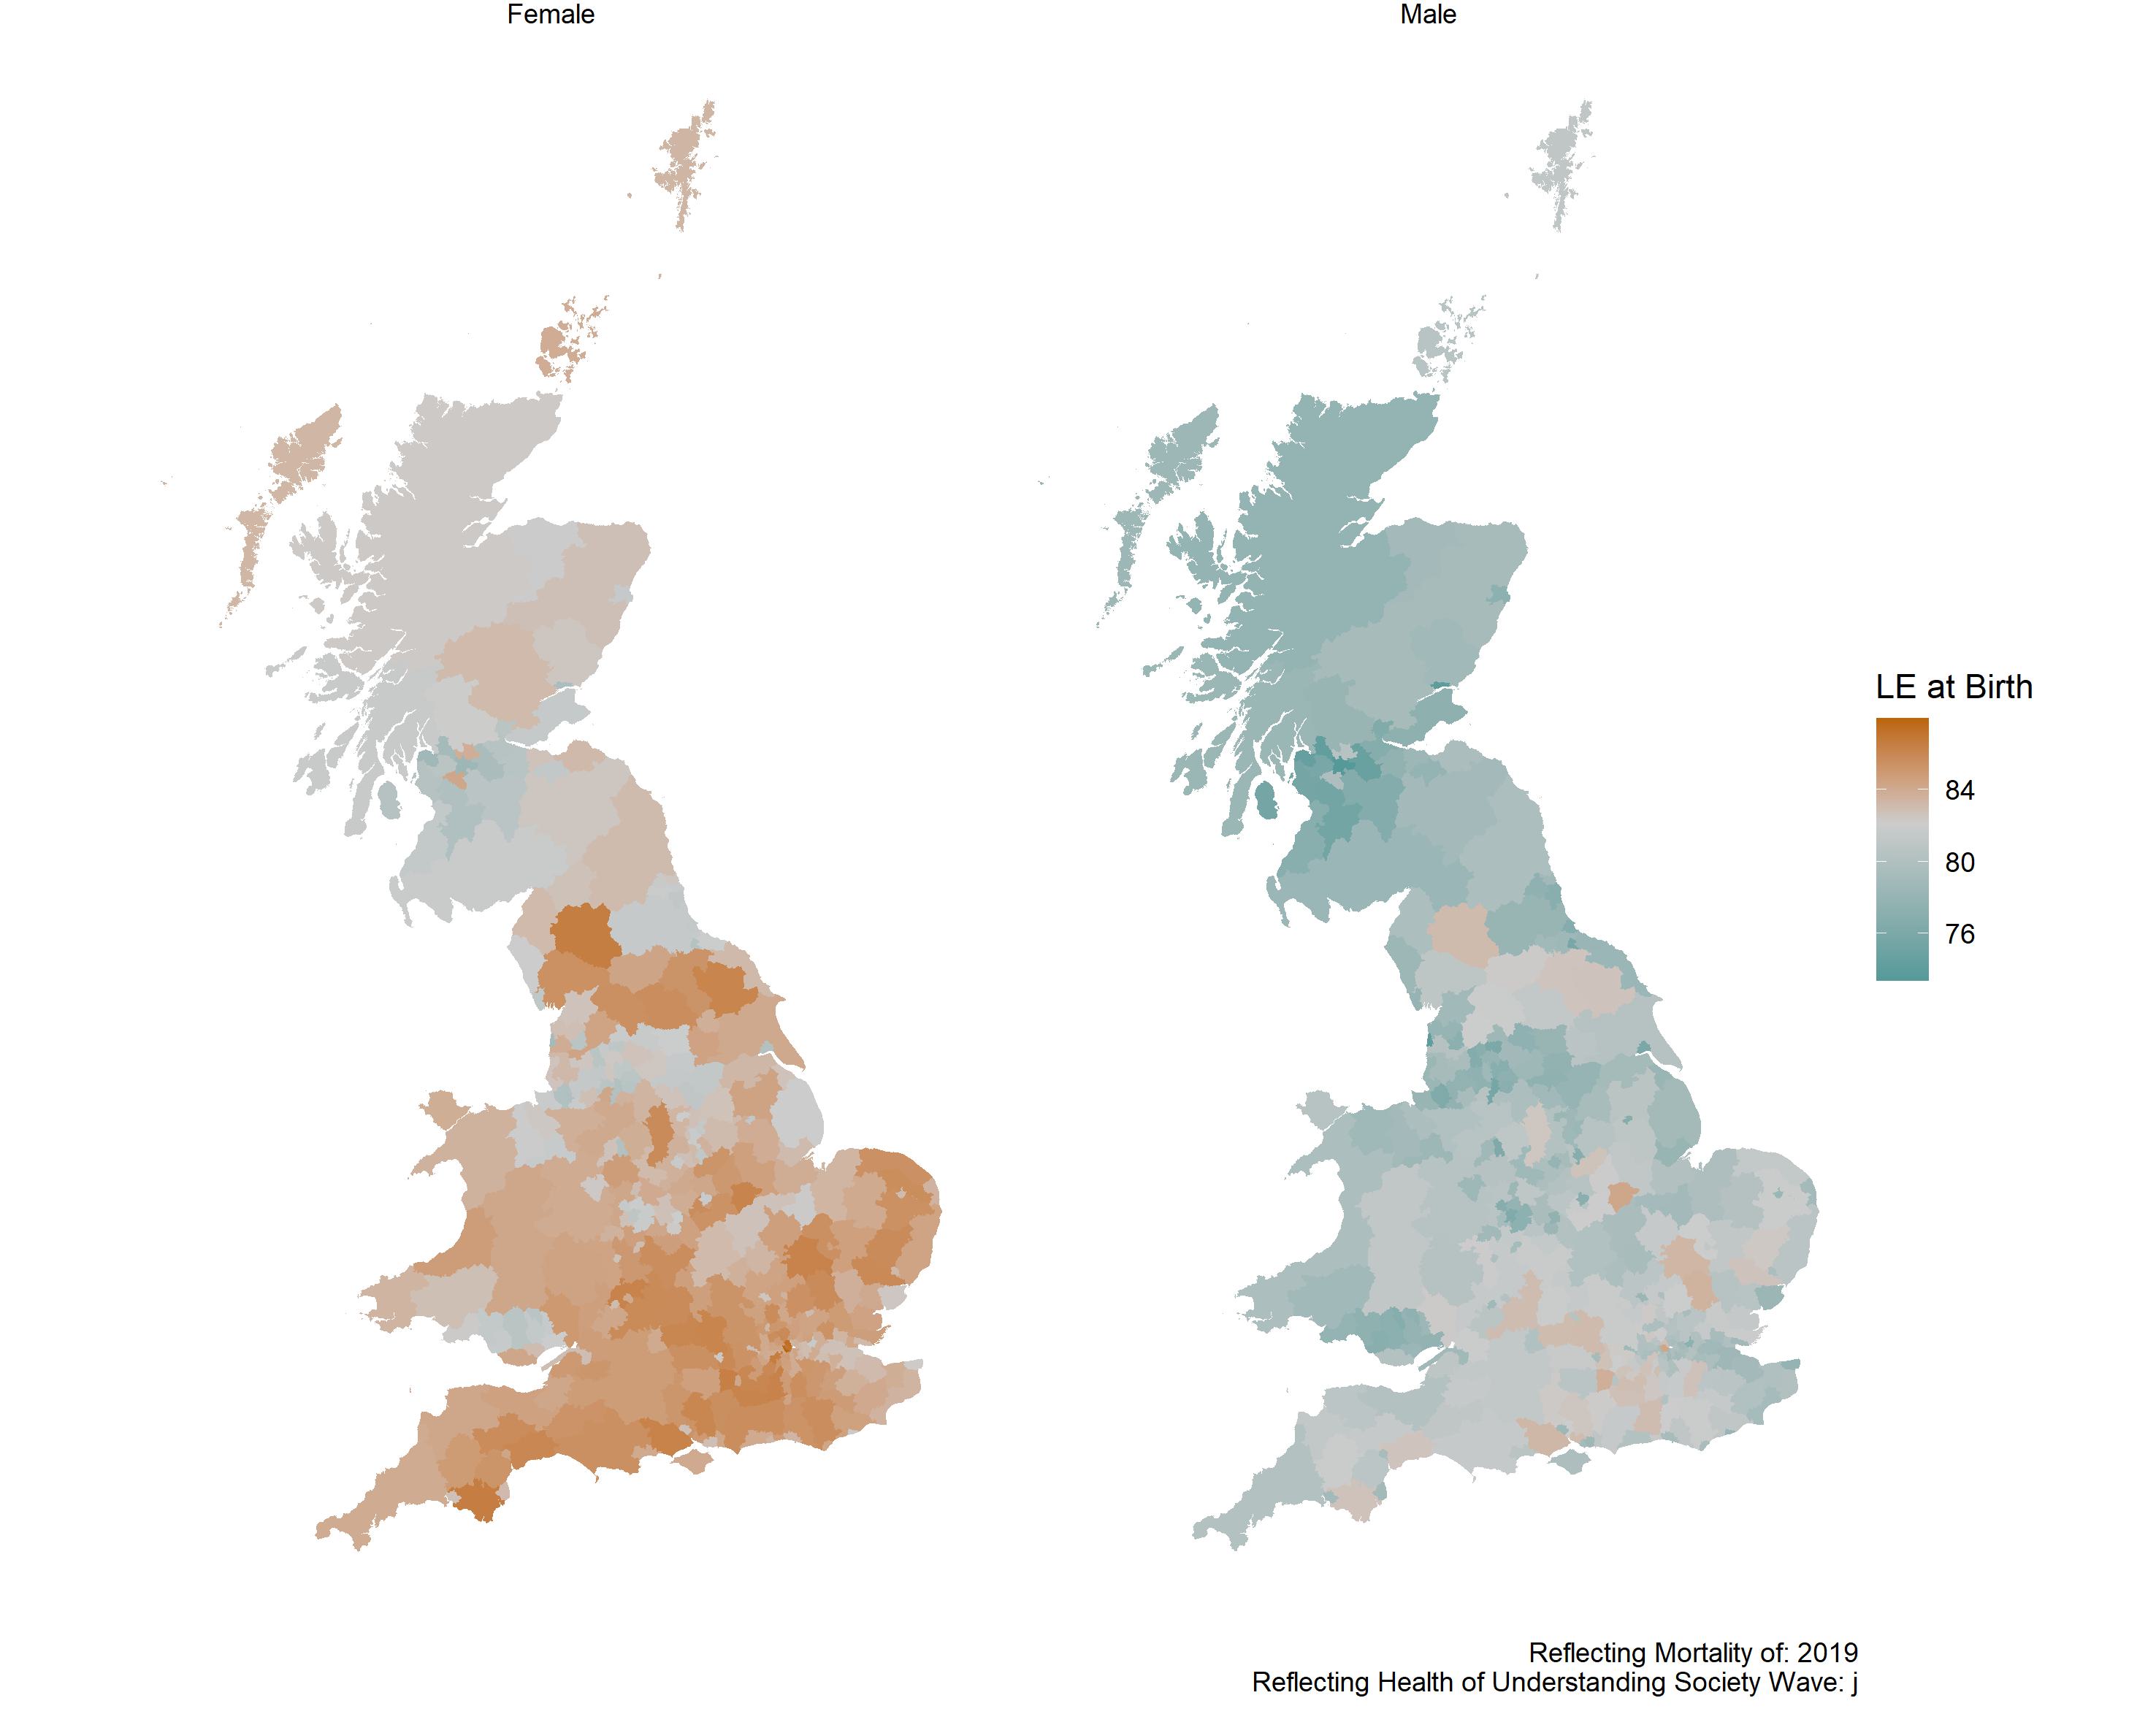 Female
Male
LE at Birth
84
80
76
Reflecting Mortality of: 2019
Reflecting Health of Understanding Society Wave: j